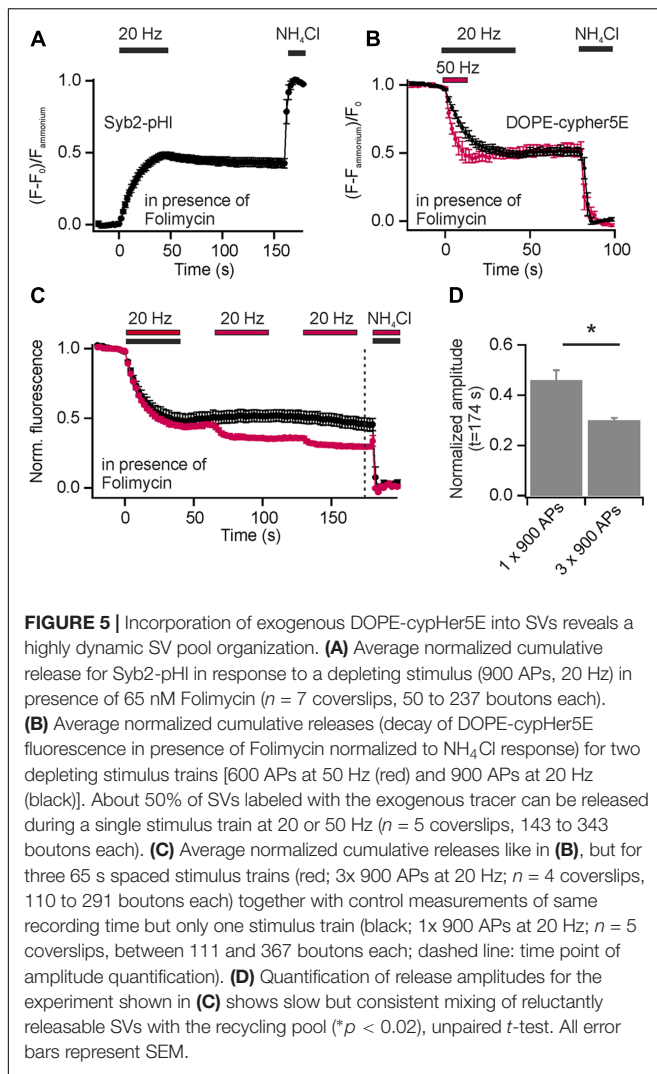 A
20 Hz
NH4Cl
Syb2-pHl
in presence of
Folimycin
(F-F0)/Fammonium
1.0
0.5
0.0
0
50
100
150
Time (s)
B
20 Hz
NH4Cl
50 Hz
DOPE-cypher5E
in presence
of Folimycin
(F-Fammonium)/F0
1.0
0.5
0.0
0
50
100
Time (s)
C
20 Hz
20 Hz
20 Hz
NH4Cl
in presence of
Folimycin
Norm. fluorescence
1.0
0.5
0.0
0
50
100
150
Time (s)
D
*
Normalized amplitude
(t=174 s)
0.6
0.4
0.2
0.0
1 x 900 APs
3 x 900 APs
FIGURE 5 | Incorporation of exogenous DOPE-cypHer5E into SVs reveals a
highly dynamic SV pool organization. (A) Average normalized cumulative
release for Syb2-pHl in response to a depleting stimulus (900 APs, 20 Hz) in
presence of 65 nM Folimycin (n = 7 coverslips, 50 to 237 boutons each).
(B) Average normalized cumulative releases (decay of DOPE-cypHer5E
fluorescence in presence of Folimycin normalized to NH4Cl response) for two
depleting stimulus trains [600 APs at 50 Hz (red) and 900 APs at 20 Hz
(black)]. About 50% of SVs labeled with the exogenous tracer can be released
during a single stimulus train at 20 or 50 Hz (n = 5 coverslips, 143 to 343
boutons each). (C) Average normalized cumulative releases like in (B), but for
three 65 s spaced stimulus trains (red; 3x 900 APs at 20 Hz; n = 4 coverslips,
110 to 291 boutons each) together with control measurements of same
recording time but only one stimulus train (black; 1x 900 APs at 20 Hz; n = 5
coverslips, between 111 and 367 boutons each; dashed line: time point of
amplitude quantification). (D) Quantification of release amplitudes for the
experiment shown in (C) shows slow but consistent mixing of reluctantly
releasable SVs with the recycling pool (*p < 0.02), unpaired t-test. All error
bars represent SEM.